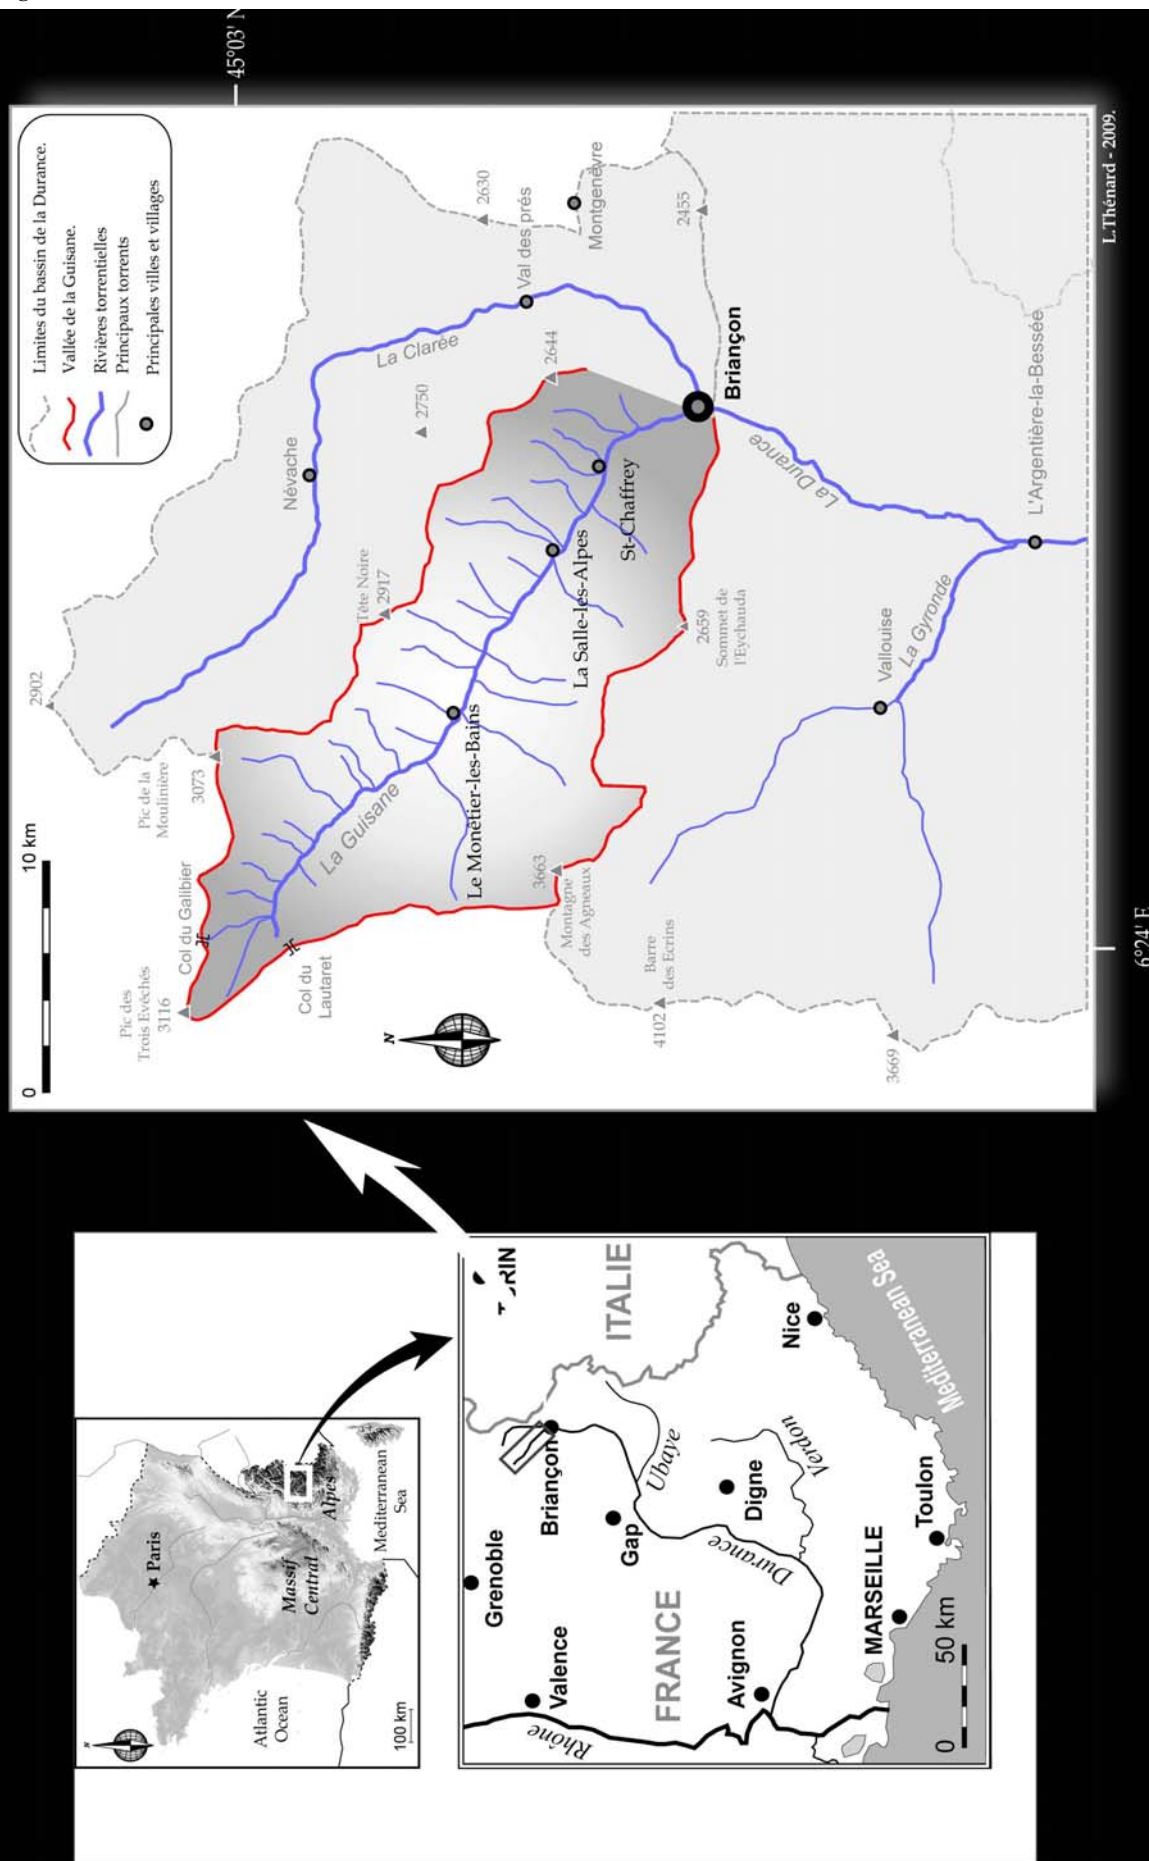 Atlantic
Ocean
Paris
Massif
Central
Alpes
Mediterranean
Sea
100 km
N
Grenoble
Valence
Rhône
FRANCE
ITALIE
Briançon
Gap
Ubaye
Digne
Durance
Verdon
Avignon
Nice
MARSEILLE
Toulon
Mediterranean Sea
0
50 km
0
10 km
Limites du bassin de la Durance.
Vallée de la Guisane.
Rivières torrentielles
Principaux torrents
Principales villes et villages
45°03' N
6°24' E
2902
Pic de la
Moulinière
3073
Pic des
Trois Evêchés
3116
Col du Galibier
Col du
Lautaret
La Guisane
Névache
La Clarée
Tête Noire
2917
2750
2630
Val des prés
Montgenèvre
2644
2455
Le Monêtier-les-Bains
La Salle-les-Alpes
St-Chaffrey
Briançon
3663
Montagne
des Agneaux
2659
Sommet de
l'Eychauda
Barre
des Ecrins
4102
3669
Vallouise
La Gyronde
La Durance
L'Argentière-la-Bessée
N
L.Thénard - 2009.